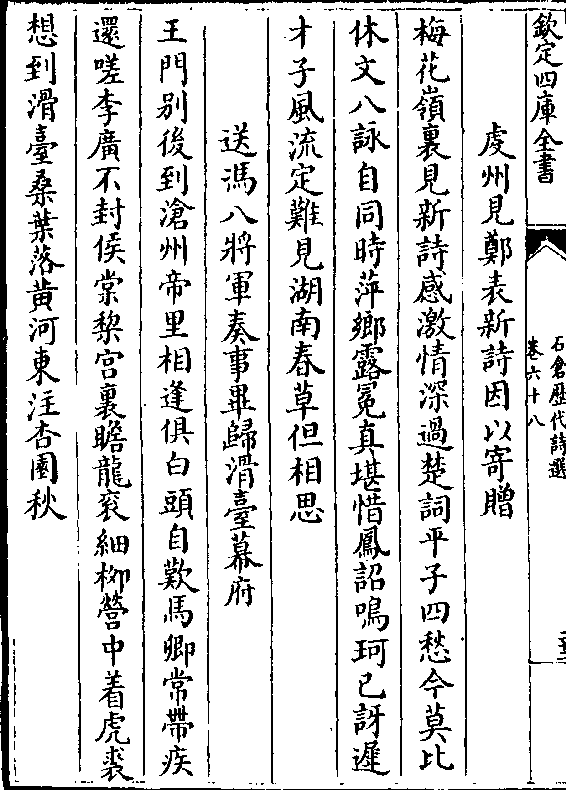 欽定四庫全書
石倉歷代詩選
卷六十八
䖏州見鄭表新詩因以寄贈
梅花嶺裏見新詩感激情深過楚詞平子四愁今莫比
休文八詠自同時萍鄉露冕真堪惜鳳詔鳴珂已訝遲
才子風流定難見湖南春草但相思
送馮八將軍奏事畢歸滑臺幕府
王門别後到滄州帝里相逢俱白頭自歎馬卿常帶疾
還嗟李廣不封侯棠棃宫裏瞻龍衮細栁營中着虎裘
想到滑臺桑葉落黄河東注杏園秋